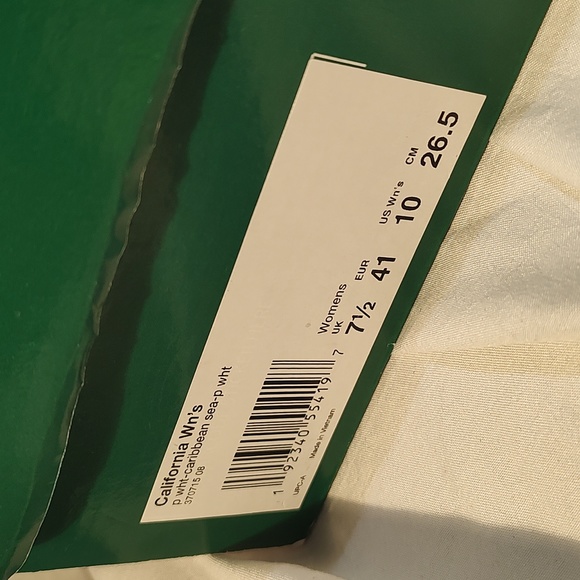 California Wn's
p wht-caribbean sea-p wht
370715 08
1 92340 55419 7
UPC-A
Made in Vietnam
Womens
UK EUR US Wn's CM
7½ 41 10 26.5